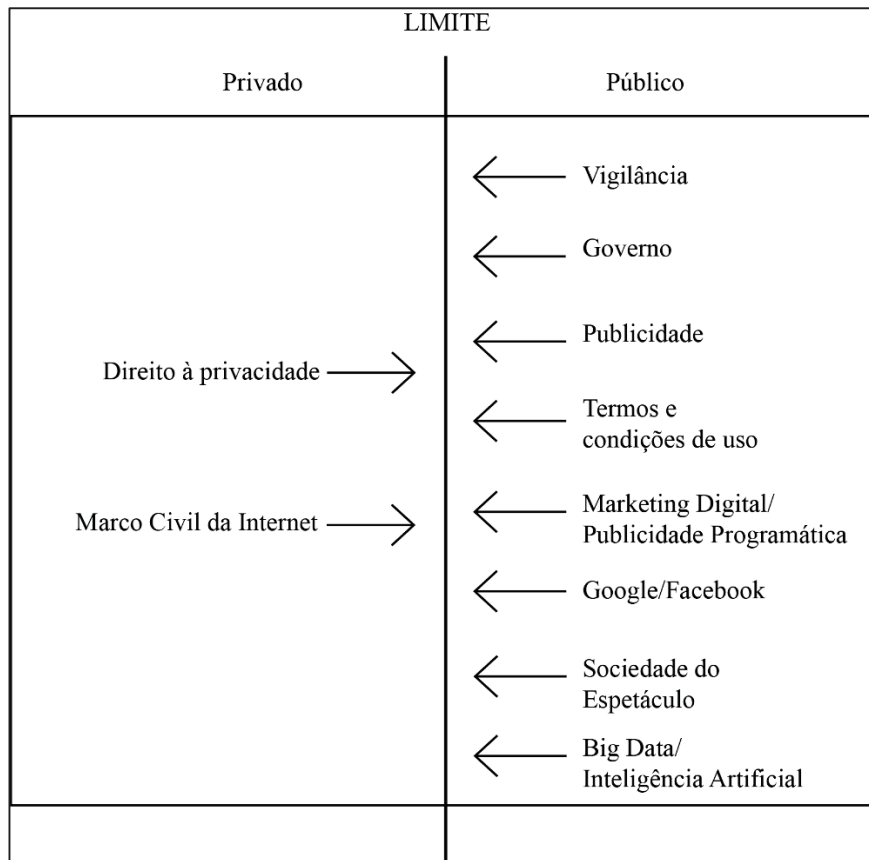 LIMITE
Privado
Público
Vigilância
Governo
Publicidade
Direito à privacidade
Termos e
condições de uso
Marco Civil da Internet
Marketing Digital/
Publicidade Programática
Google/Facebook
Sociedade do
Espetáculo
Big Data/
Inteligência Artificial